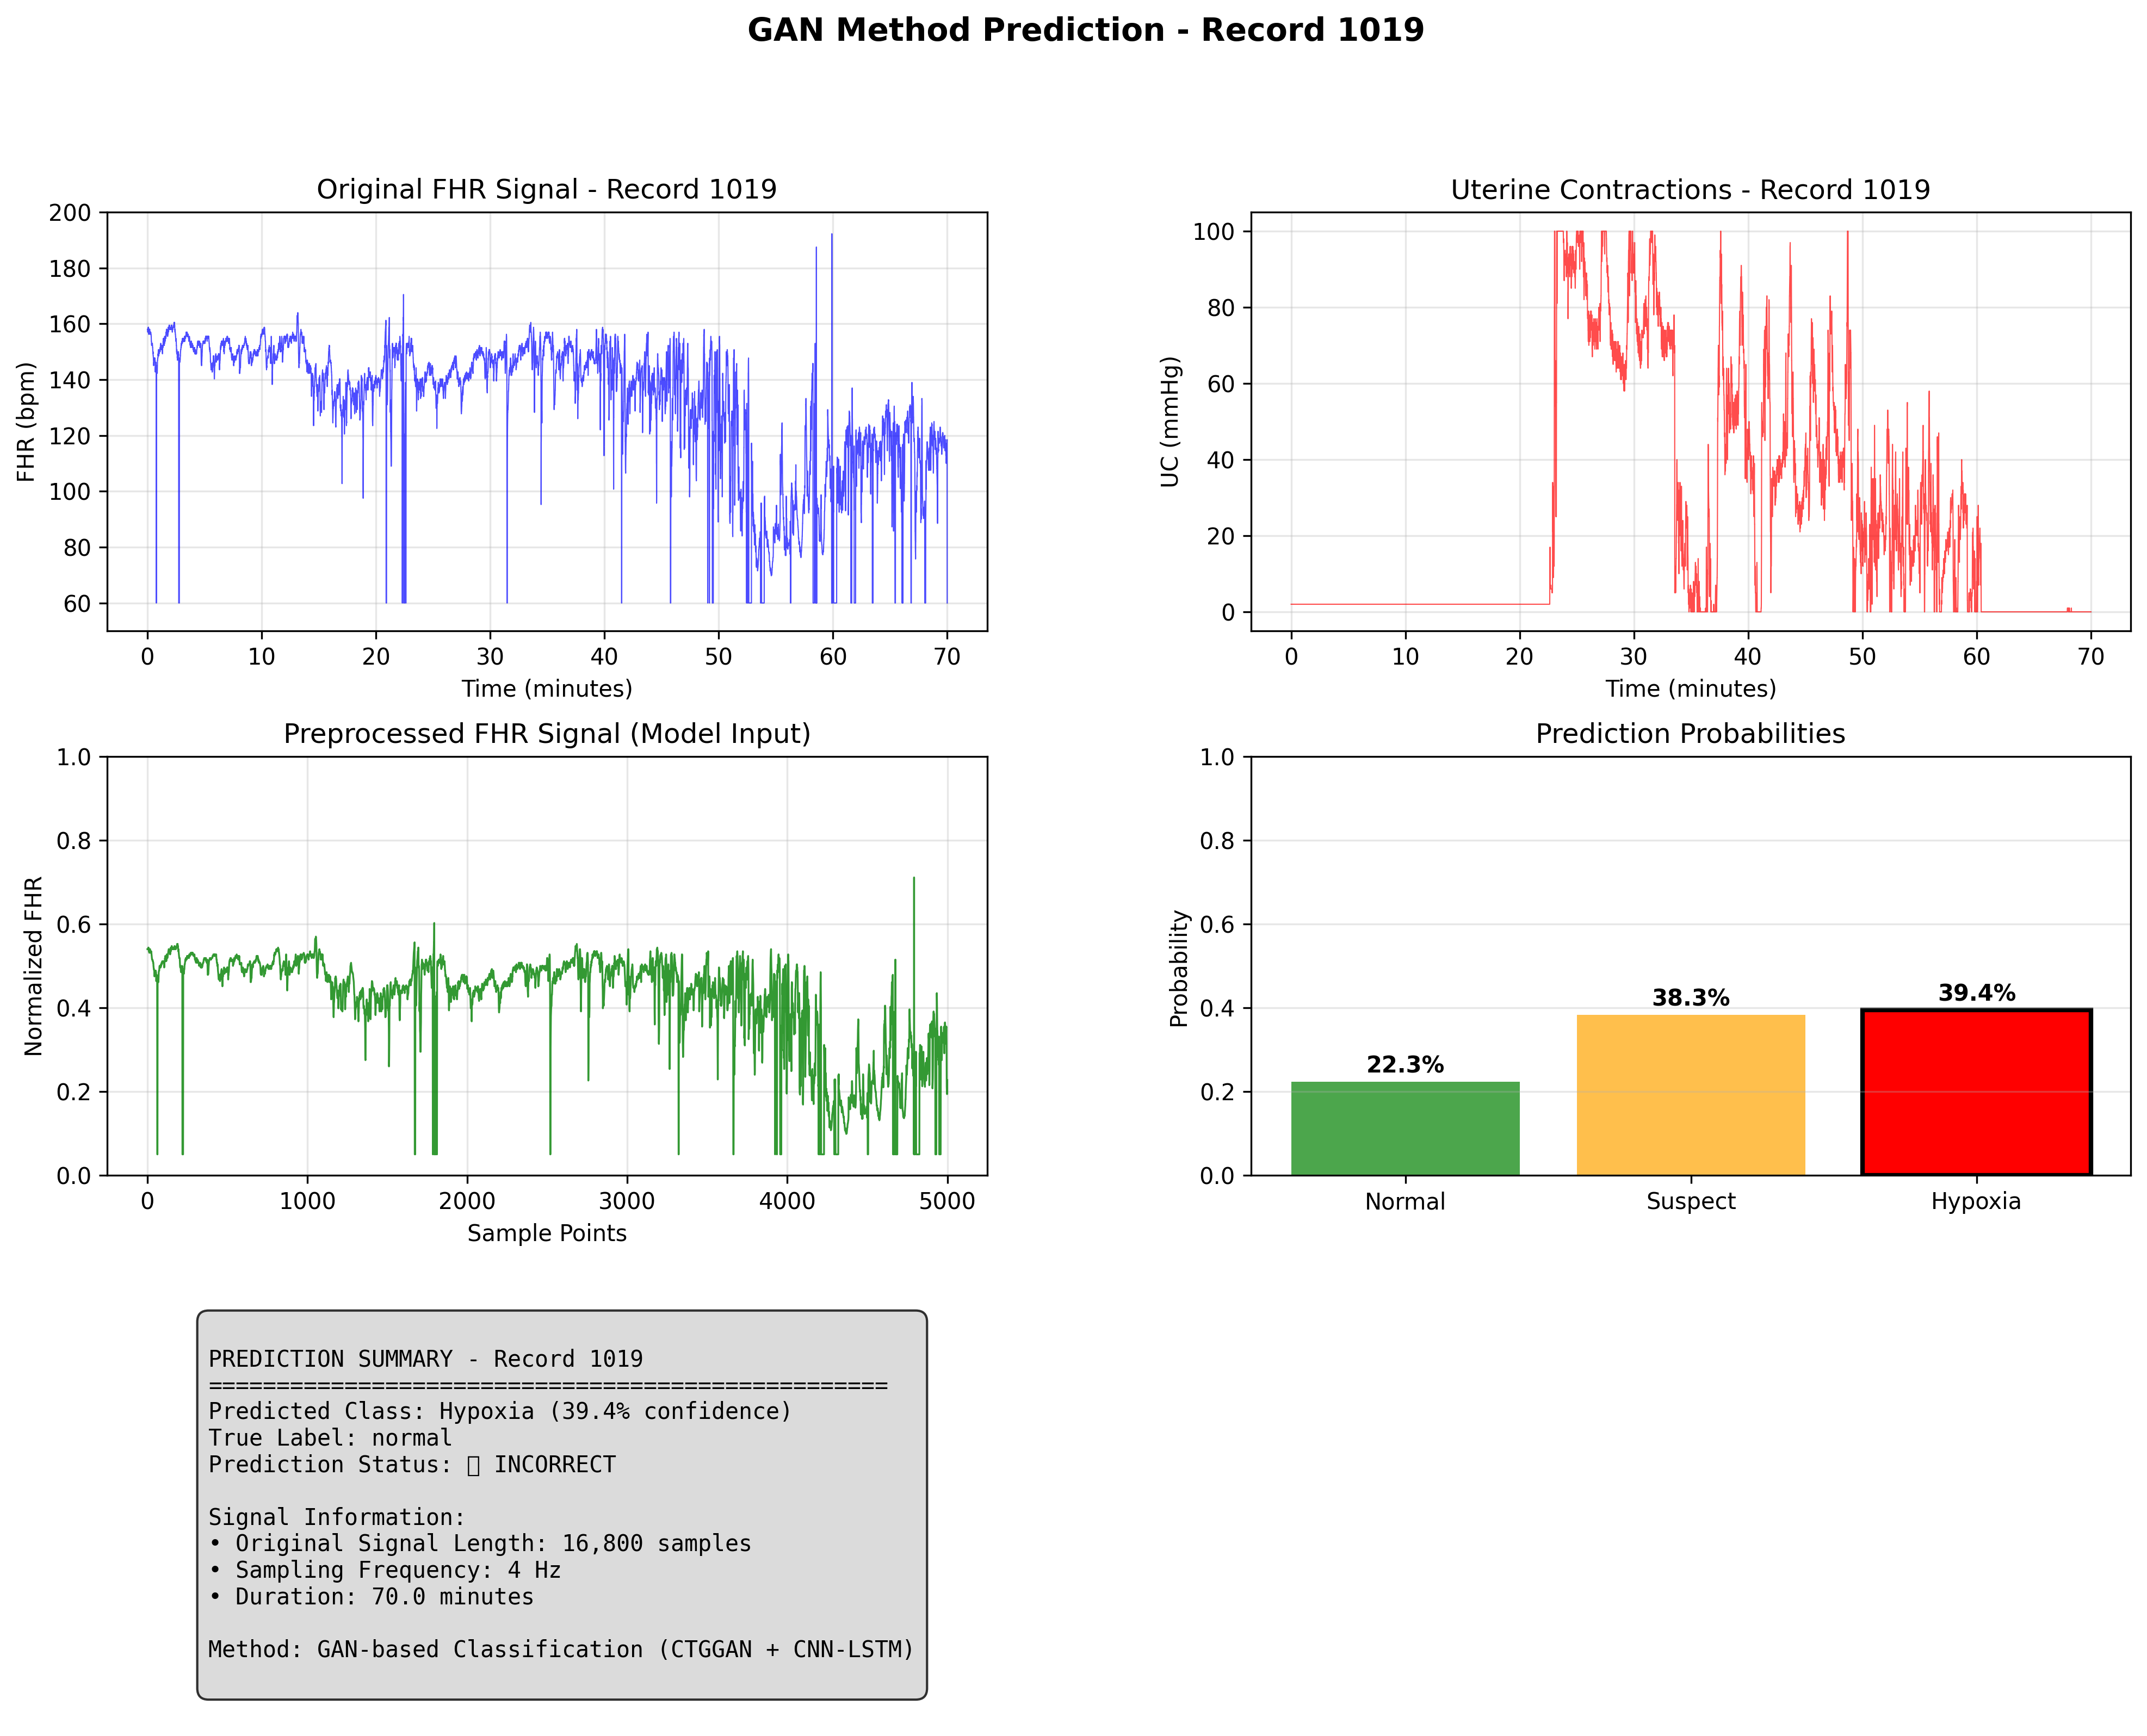 GAN Method Prediction - Record 1019
Original FHR Signal - Record 1019
200
180
160
140
120
100
80
60
FHR (bpm)
0 10 20 30 40 50 60 70
Time (minutes)
Uterine Contractions - Record 1019
100
80
60
40
20
0
UC (mmHg)
0 10 20 30 40 50 60 70
Time (minutes)
Preprocessed FHR Signal (Model Input)
1.0
0.8
0.6
0.4
0.2
0.0
Normalized FHR
0 1000 2000 3000 4000 5000
Sample Points
Prediction Probabilities
1.0
0.8
0.6
0.4
0.2
0.0
Probability
22.3% 38.3% 39.4%
Normal Suspect Hypoxia
PREDICTION SUMMARY - Record 1019
==================================================
Predicted Class: Hypoxia (39.4% confidence)
True Label: normal
Prediction Status: ▯ INCORRECT
Signal Information:
• Original Signal Length: 16,800 samples
• Sampling Frequency: 4 Hz
• Duration: 70.0 minutes
Method: GAN-based Classification (CTGGAN + CNN-LSTM)